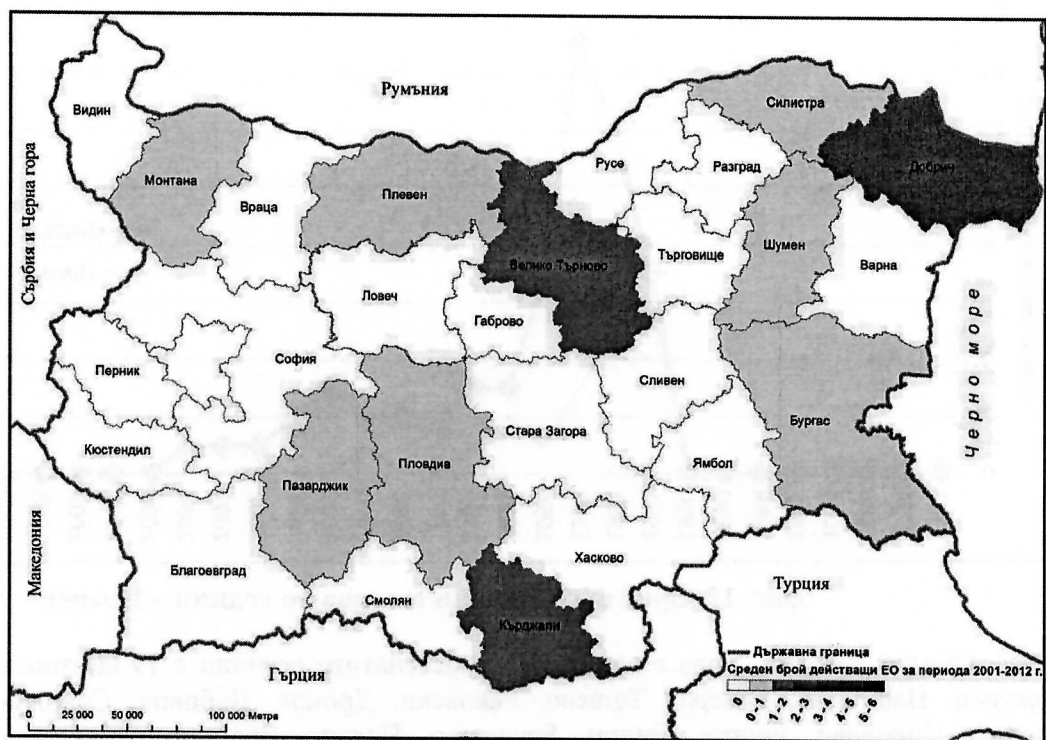 Видин
Румъния
Силистра
Добрич
Монтана
Русе
Разград
Плевен
Враца
Сърбия и Черна гора
Шумен
Варна
Търговище
Велико Търново
Ловеч
Габрово
Черно море
София
Перник
Сливен
Бургас
Стара Загора
Кюстендил
Пловдив
Ямбол
Пазарджик
Македония
Благоевград
Хасково
Турция
Смолян
Кърджали
Гърция
Държавна граница
Среден брой действащи ЕО за периода 2001-2012 г.
0
1 - 2
2 - 3
3 - 4
4 - 5
5 - 6
0 25 000 50 000 100 000 Метра